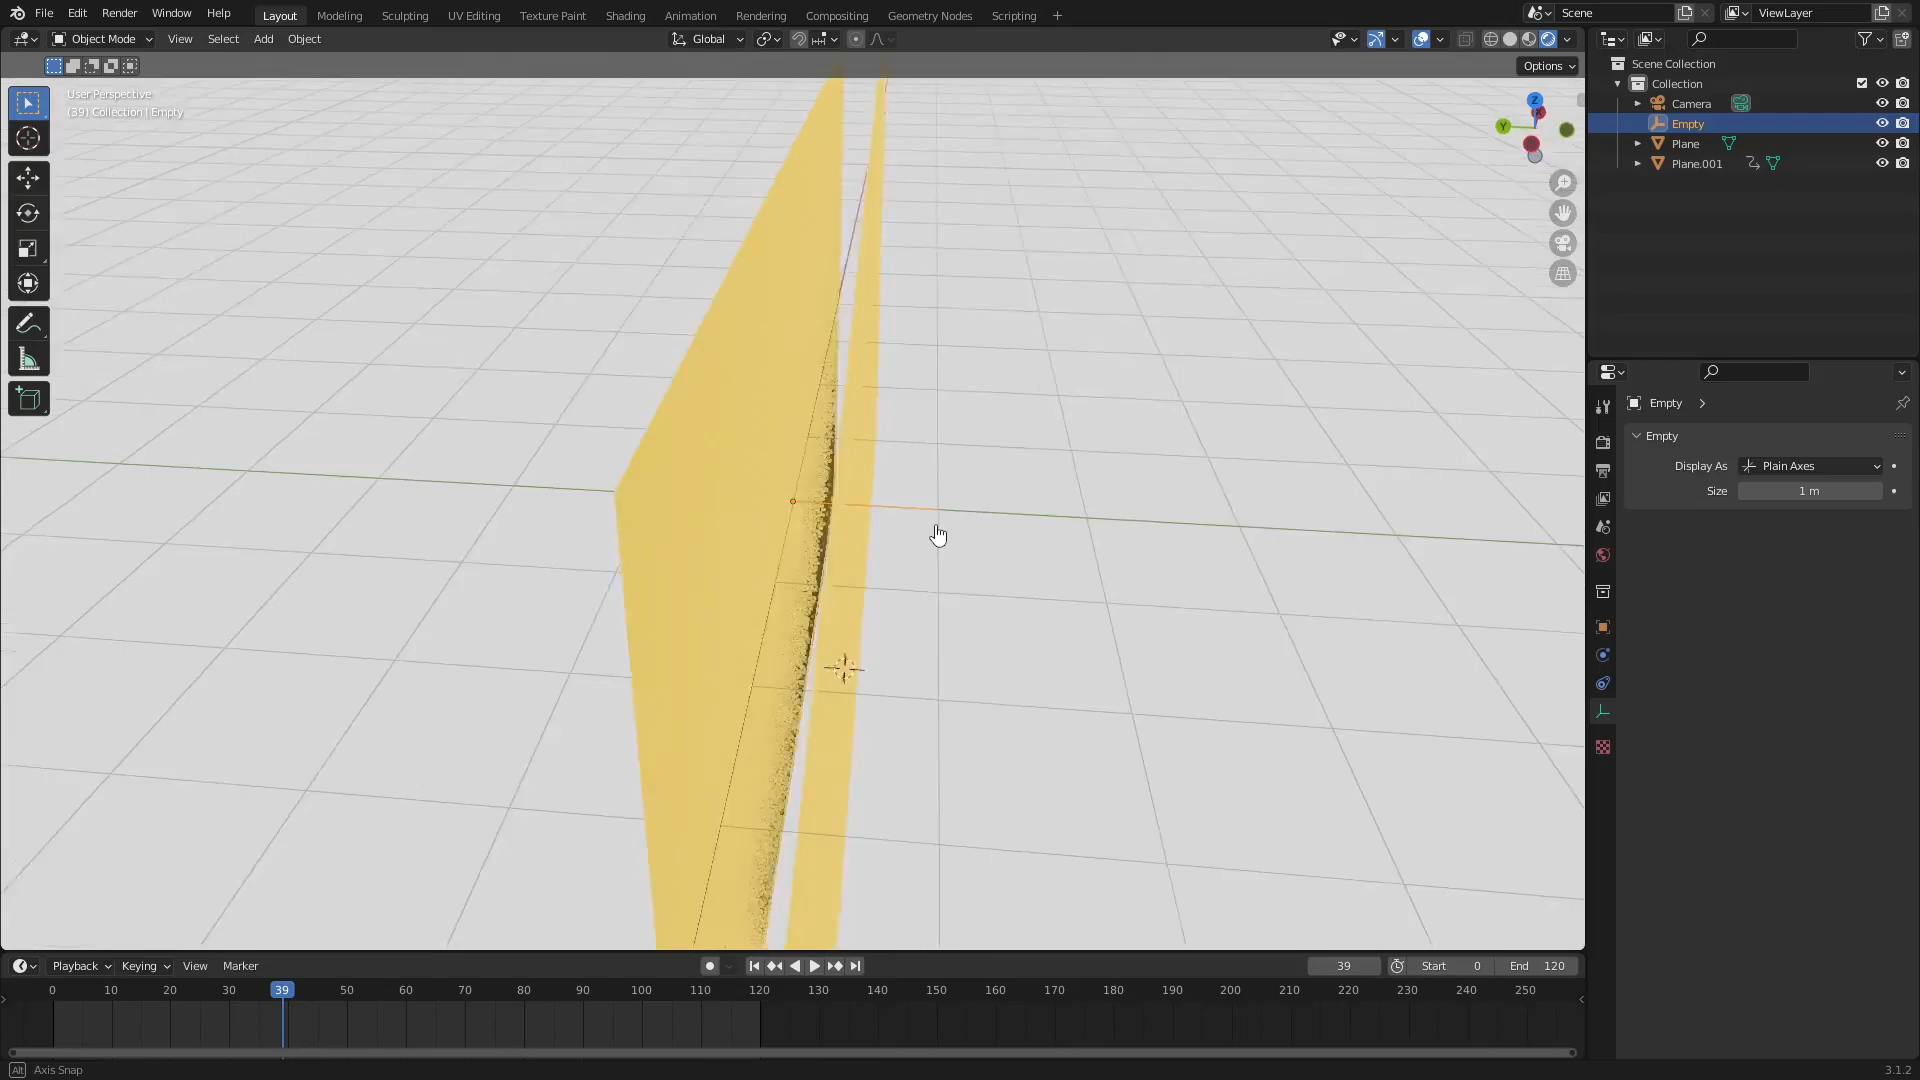 File Edit Render Window Help
Layout Modeling Sculpting UV Editing Texture Paint Shading Animation Rendering Compositing Geometry Nodes Scripting +
Scene ViewLayer
Object Mode View Select Add Object Global
Options
User Perspective
(39) Collection | Empty
Z
Y
X
Scene Collection
Collection
Camera
Empty
Plane
Plane.001
Empty
Empty
Display As Plain Axes
Size 1 m
Playback Keying View Marker 39 Start 0 End 120
0 10 20 30 39 50 60 70 80 90 100 110 120 130 140 150 160 170 180 190 200 210 220 230 240 250
Alt Axis Snap 3.1.2